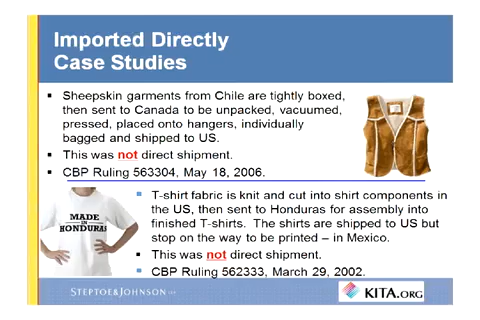 Imported Directly
Case Studies
▪ Sheepskin garments from Chile are tightly boxed,
then sent to Canada to be unpacked, vacuumed,
pressed, placed onto hangers, individually
bagged and shipped to US.
▪ This was not direct shipment.
▪ CBP Ruling 563304, May 18, 2006.
▪ T-shirt fabric is knit and cut into shirt components in
the US, then sent to Honduras for assembly into
finished T-shirts. The shirts are shipped to US but
stop on the way to be printed – in Mexico.
▪ This was not direct shipment.
▪ CBP Ruling 562333, March 29, 2002.
MADE
IN
HONDURAS
STEPTOE&JOHNSON LLP
KITA.ORG